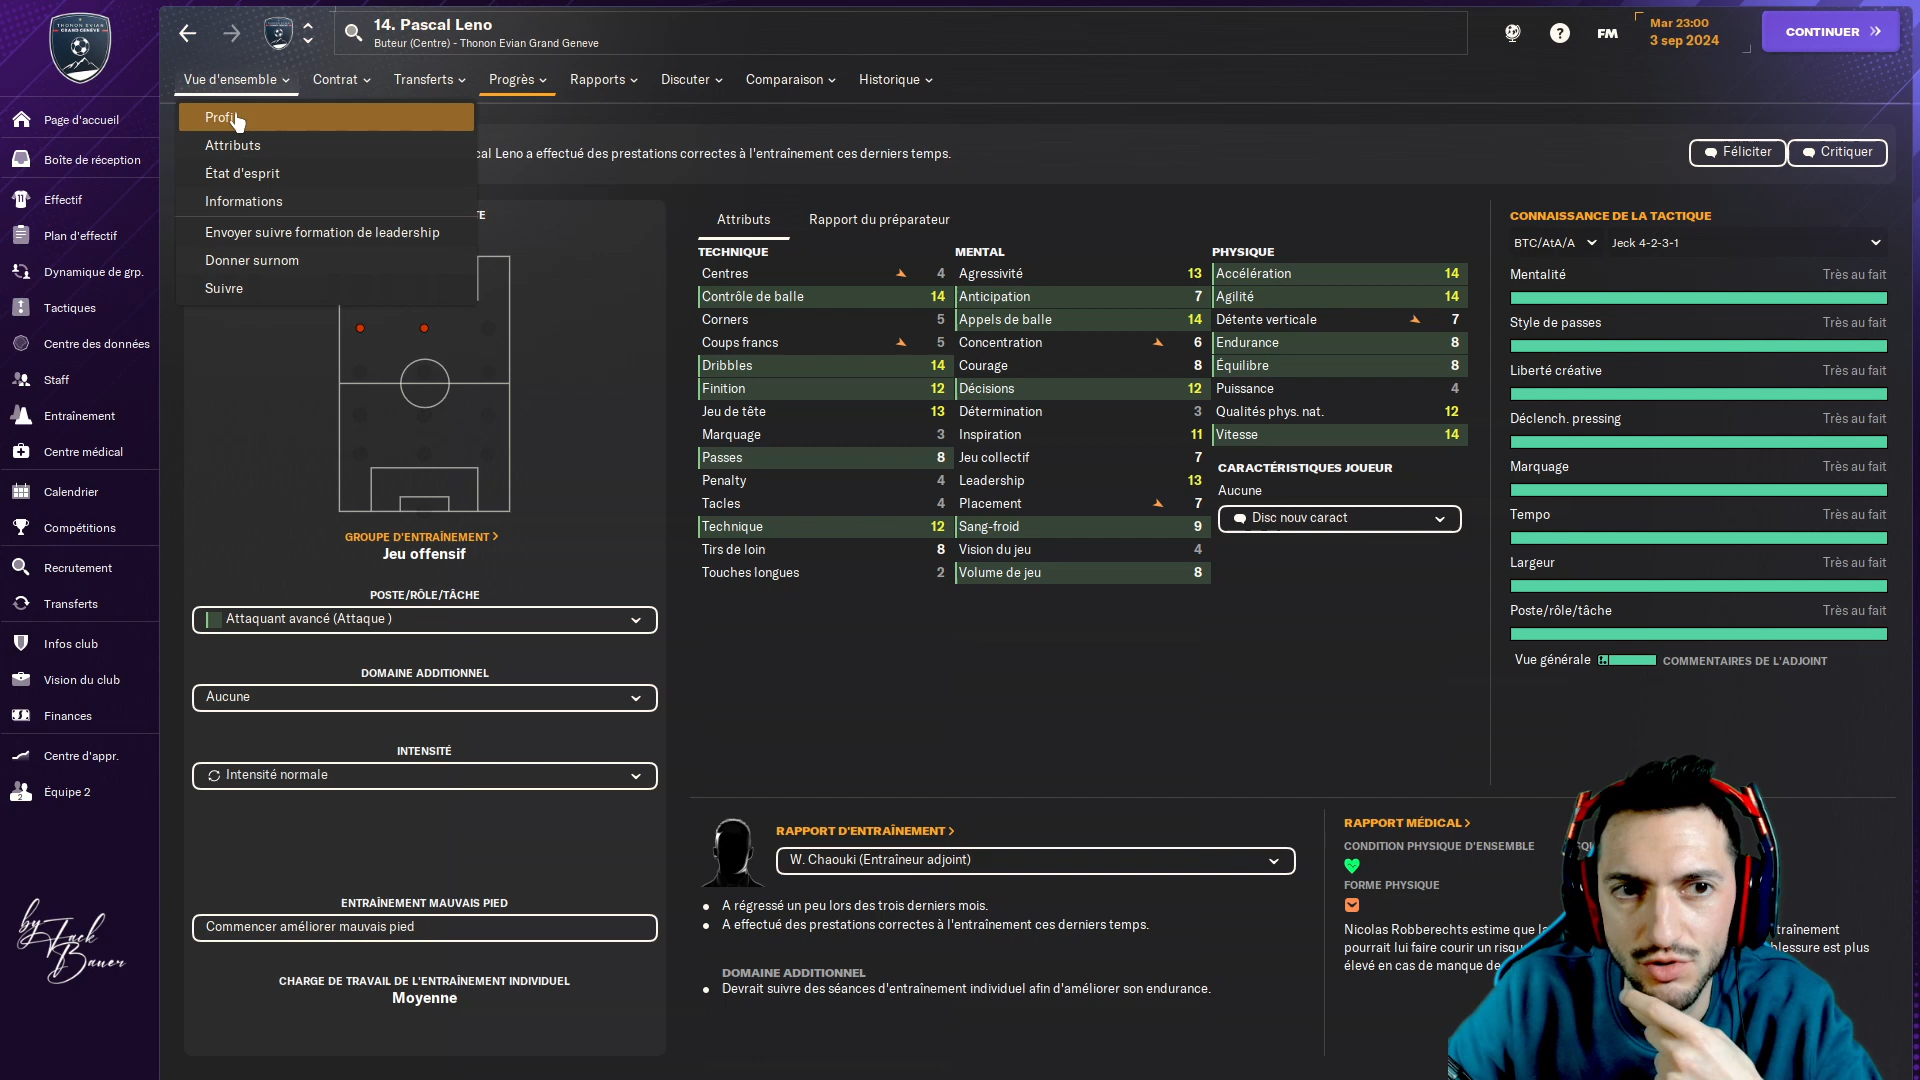 THONON EVIAN
GRAND GENÈVE
14. Pascal Leno
Buteur (Centre) - Thonon Evian Grand Geneve
FM
Mar 23:00
3 sep 2024
CONTINUER
Vue d'ensemble
Contrat
Transferts
Progrès
Rapports
Discuter
Comparaison
Historique
Page d'accueil
Boîte de réception
Effectif
Plan d'effectif
Dynamique de grp.
Tactiques
Centre des données
Staff
Entraînement
Centre médical
Calendrier
Compétitions
Recrutement
Transferts
Infos club
Vision du club
Finances
Centre d'appr.
Équipe 2
by Jack Bauer
Profil
Attributs
État d'esprit
Informations
Envoyer suivre formation de leadership
Donner surnom
Suivre
cal Leno a effectué des prestations correctes à l'entraînement ces derniers temps.
Féliciter
Critiquer
TE
GROUPE D'ENTRAÎNEMENT
Jeu offensif
POSTE/RÔLE/TÂCHE
Attaquant avancé (Attaque )
DOMAINE ADDITIONNEL
Aucune
INTENSITÉ
Intensité normale
ENTRAÎNEMENT MAUVAIS PIED
Commencer améliorer mauvais pied
CHARGE DE TRAVAIL DE L'ENTRAÎNEMENT INDIVIDUEL
Moyenne
Attributs
Rapport du préparateur
TECHNIQUE
Centres 4
Contrôle de balle 14
Corners 5
Coups francs 5
Dribbles 14
Finition 12
Jeu de tête 13
Marquage 3
Passes 8
Penalty 4
Tacles 4
Technique 12
Tirs de loin 8
Touches longues 2
MENTAL
Agressivité 13
Anticipation 7
Appels de balle 14
Concentration 6
Courage 8
Décisions 12
Détermination 3
Inspiration 11
Jeu collectif 7
Leadership 13
Placement 7
Sang-froid 9
Vision du jeu 4
Volume de jeu 8
PHYSIQUE
Accélération 14
Agilité 14
Détente verticale 7
Endurance 8
Équilibre 8
Puissance 4
Qualités phys. nat. 12
Vitesse 14
CARACTÉRISTIQUES JOUEUR
Aucune
Disc nouv caract
CONNAISSANCE DE LA TACTIQUE
BTC/AtA/A
Jeck 4-2-3-1
Mentalité Très au fait
Style de passes Très au fait
Liberté créative Très au fait
Déclench. pressing Très au fait
Marquage Très au fait
Tempo Très au fait
Largeur Très au fait
Poste/rôle/tâche Très au fait
Vue générale COMMENTAIRES DE L'ADJOINT
RAPPORT D'ENTRAÎNEMENT
W. Chaouki (Entraîneur adjoint)
A régressé un peu lors des trois derniers mois.
A effectué des prestations correctes à l'entraînement ces derniers temps.
DOMAINE ADDITIONNEL
Devrait suivre des séances d'entraînement individuel afin d'améliorer son endurance.
RAPPORT MÉDICAL
CONDITION PHYSIQUE D'ENSEMBLE
FORME PHYSIQUE
Nicolas Robberechts estime que la traînement
pourrait lui faire courir un risqu blessure est plus
élevé en cas de manque de